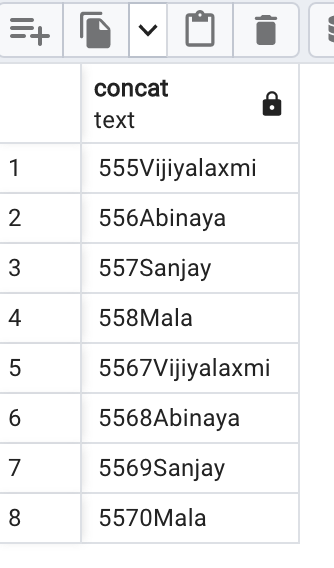 concat
text
1 555Vijiyalaxmi
2 556Abinaya
3 557Sanjay
4 558Mala
5 5567Vijiyalaxmi
6 5568Abinaya
7 5569Sanjay
8 5570Mala